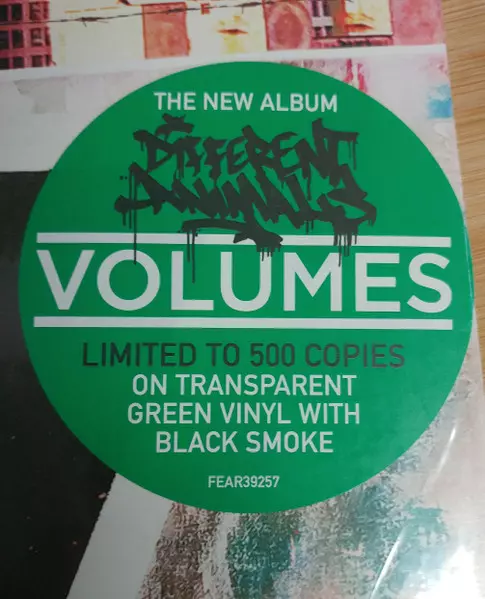 THE NEW ALBUM
DIFFERENT
ANIMALS
VOLUMES
LIMITED TO 500 COPIES
ON TRANSPARENT
GREEN VINYL WITH
BLACK SMOKE
FEAR39257